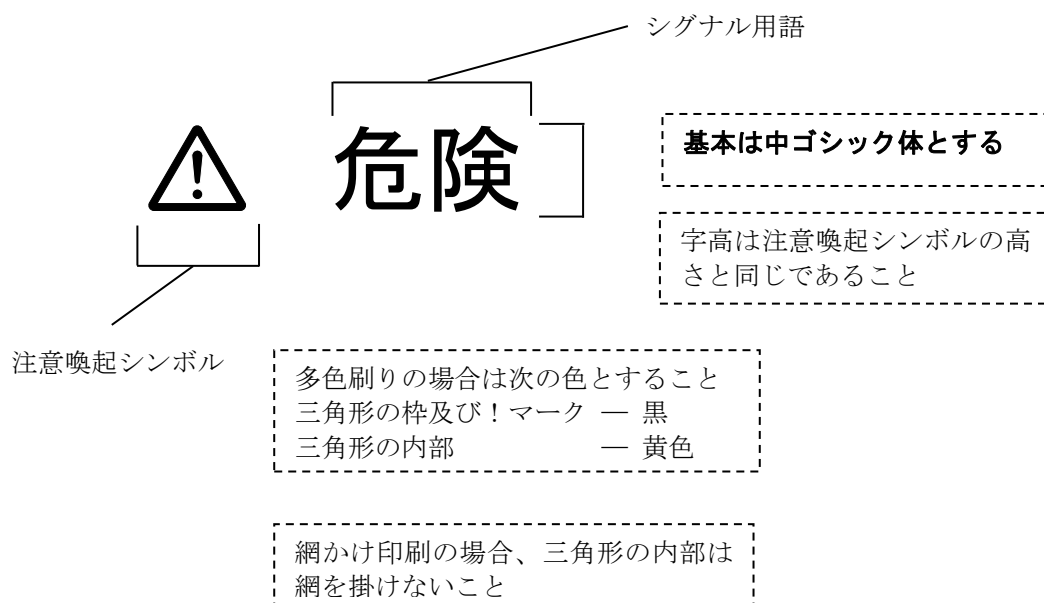 シグナル用語
危険
基本は中ゴシック体とする
字高は注意喚起シンボルの高
さと同じであること
注意喚起シンボル
多色刷りの場合は次の色とすること
三角形の枠及び！マーク ― 黒
三角形の内部 ― 黄色
網かけ印刷の場合、三角形の内部は
網を掛けないこと